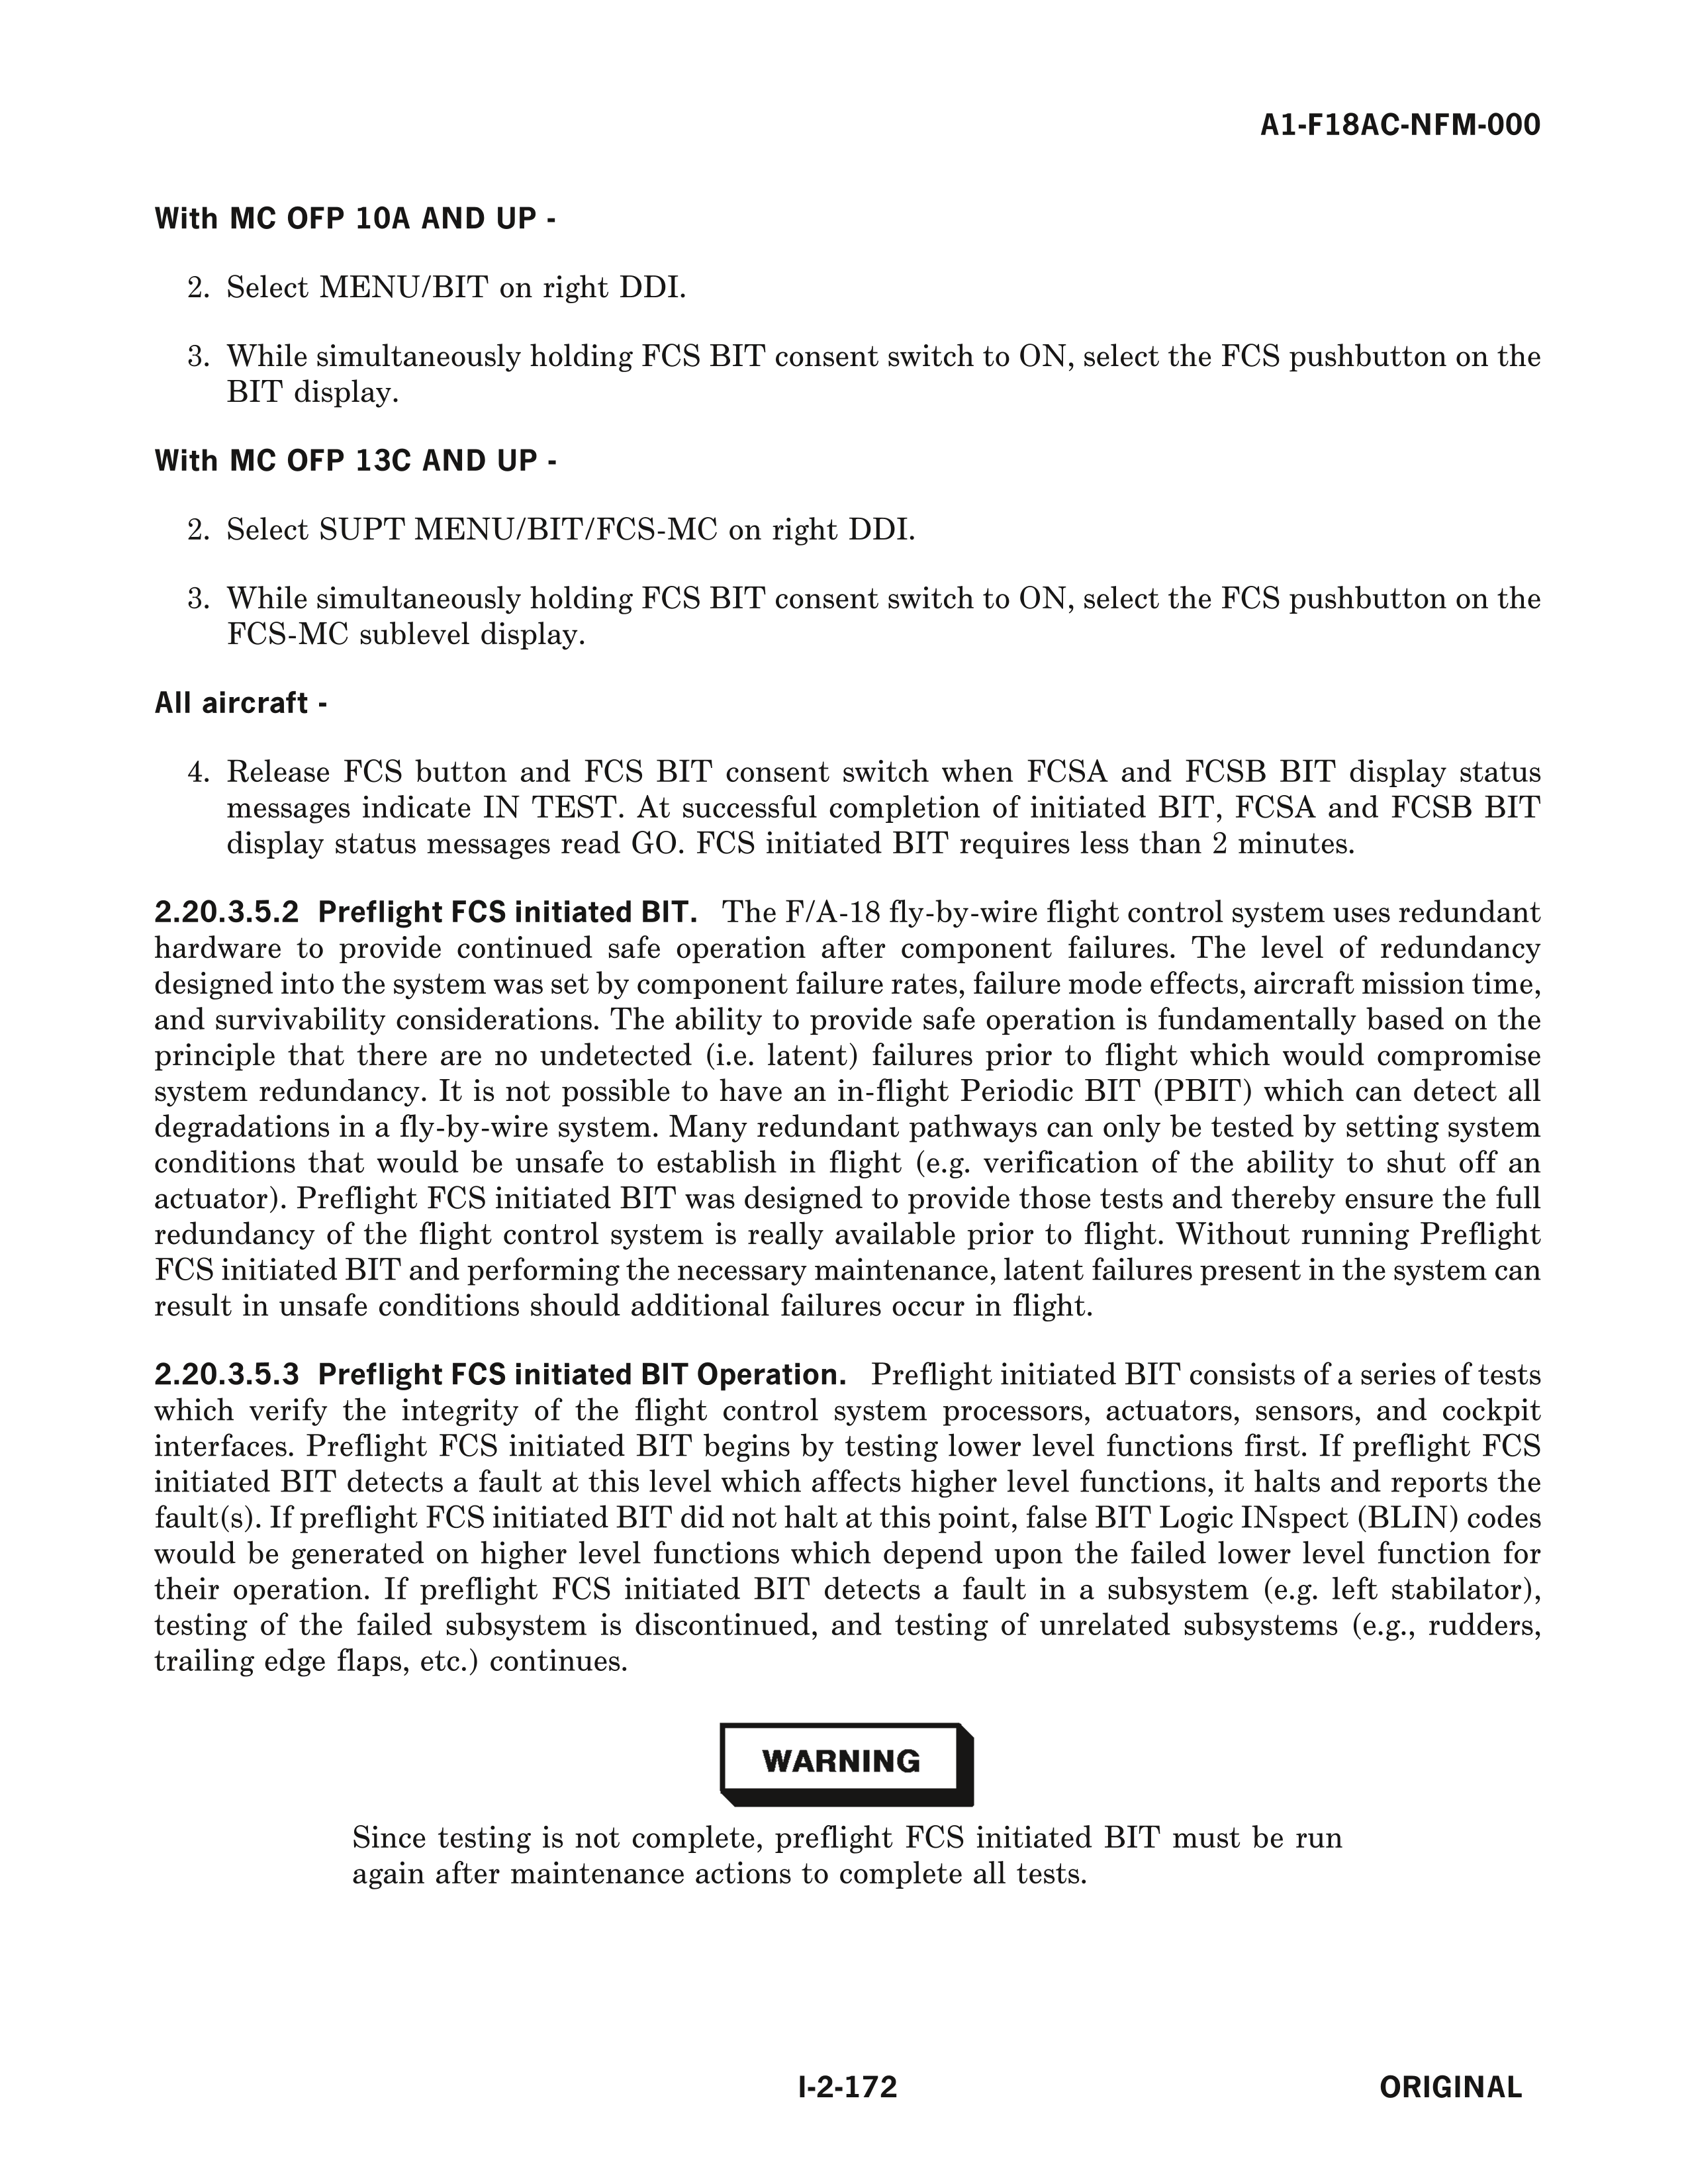 A1-F18AC-NFM-000
With MC OFP 10A AND UP -
2. Select MENU/BIT on right DDI.
3. While simultaneously holding FCS BIT consent switch to ON, select the FCS pushbutton on the
BIT display.
With MC OFP 13C AND UP -
2. Select SUPT MENU/BIT/FCS-MC on right DDI.
3. While simultaneously holding FCS BIT consent switch to ON, select the FCS pushbutton on the
FCS-MC sublevel display.
All aircraft -
4. Release FCS button and FCS BIT consent switch when FCSA and FCSB BIT display status
messages indicate IN TEST. At successful completion of initiated BIT, FCSA and FCSB BIT
display status messages read GO. FCS initiated BIT requires less than 2 minutes.
2.20.3.5.2 Preflight FCS initiated BIT. The F/A-18 fly-by-wire flight control system uses redundant
hardware to provide continued safe operation after component failures. The level of redundancy
designed into the system was set by component failure rates, failure mode effects, aircraft mission time,
and survivability considerations. The ability to provide safe operation is fundamentally based on the
principle that there are no undetected (i.e. latent) failures prior to flight which would compromise
system redundancy. It is not possible to have an in-flight Periodic BIT (PBIT) which can detect all
degradations in a fly-by-wire system. Many redundant pathways can only be tested by setting system
conditions that would be unsafe to establish in flight (e.g. verification of the ability to shut off an
actuator). Preflight FCS initiated BIT was designed to provide those tests and thereby ensure the full
redundancy of the flight control system is really available prior to flight. Without running Preflight
FCS initiated BIT and performing the necessary maintenance, latent failures present in the system can
result in unsafe conditions should additional failures occur in flight.
2.20.3.5.3 Preflight FCS initiated BIT Operation. Preflight initiated BIT consists of a series of tests
which verify the integrity of the flight control system processors, actuators, sensors, and cockpit
interfaces. Preflight FCS initiated BIT begins by testing lower level functions first. If preflight FCS
initiated BIT detects a fault at this level which affects higher level functions, it halts and reports the
fault(s). If preflight FCS initiated BIT did not halt at this point, false BIT Logic INspect (BLIN) codes
would be generated on higher level functions which depend upon the failed lower level function for
their operation. If preflight FCS initiated BIT detects a fault in a subsystem (e.g. left stabilator),
testing of the failed subsystem is discontinued, and testing of unrelated subsystems (e.g., rudders,
trailing edge flaps, etc.) continues.
WARNING
Since testing is not complete, preflight FCS initiated BIT must be run
again after maintenance actions to complete all tests.
I-2-172
ORIGINAL